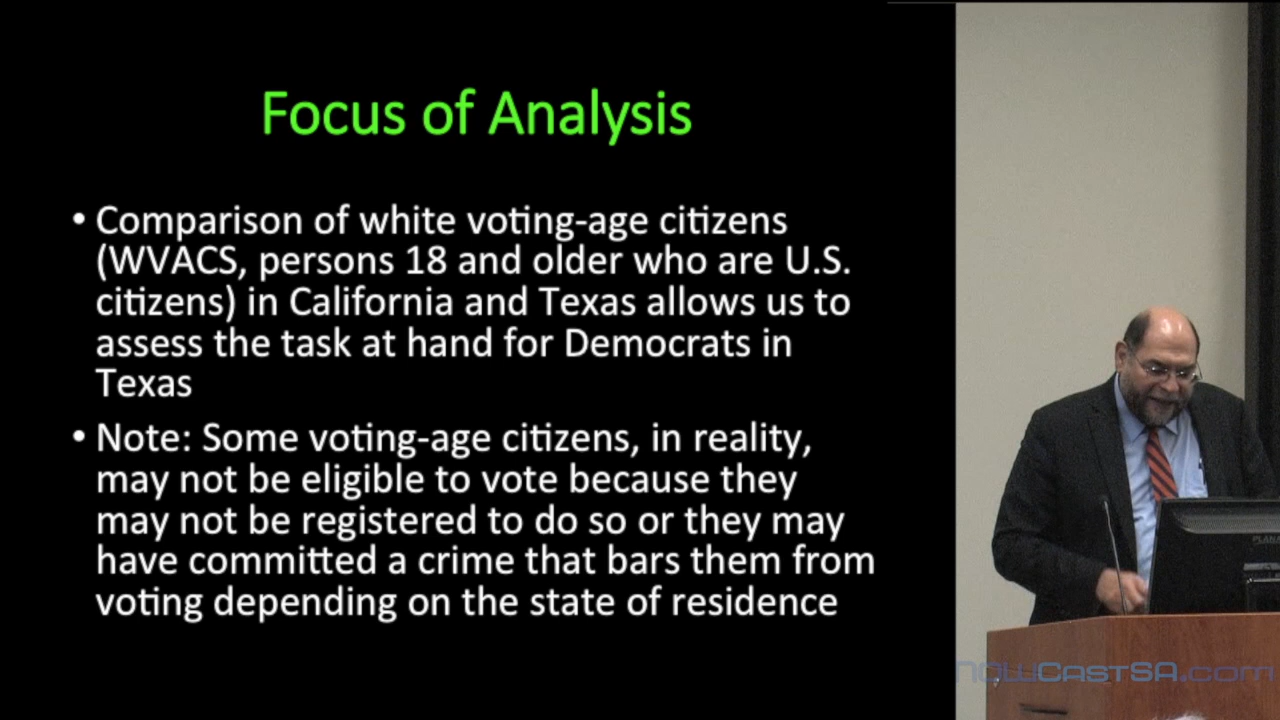 Focus of Analysis
• Comparison of white voting-age citizens
(WVACS, persons 18 and older who are U.S.
citizens) in California and Texas allows us to
assess the task at hand for Democrats in
Texas
• Note: Some voting-age citizens, in reality,
may not be eligible to vote because they
may not be registered to do so or they may
have committed a crime that bars them from
voting depending on the state of residence
PLANAR
NOWCastSA.com